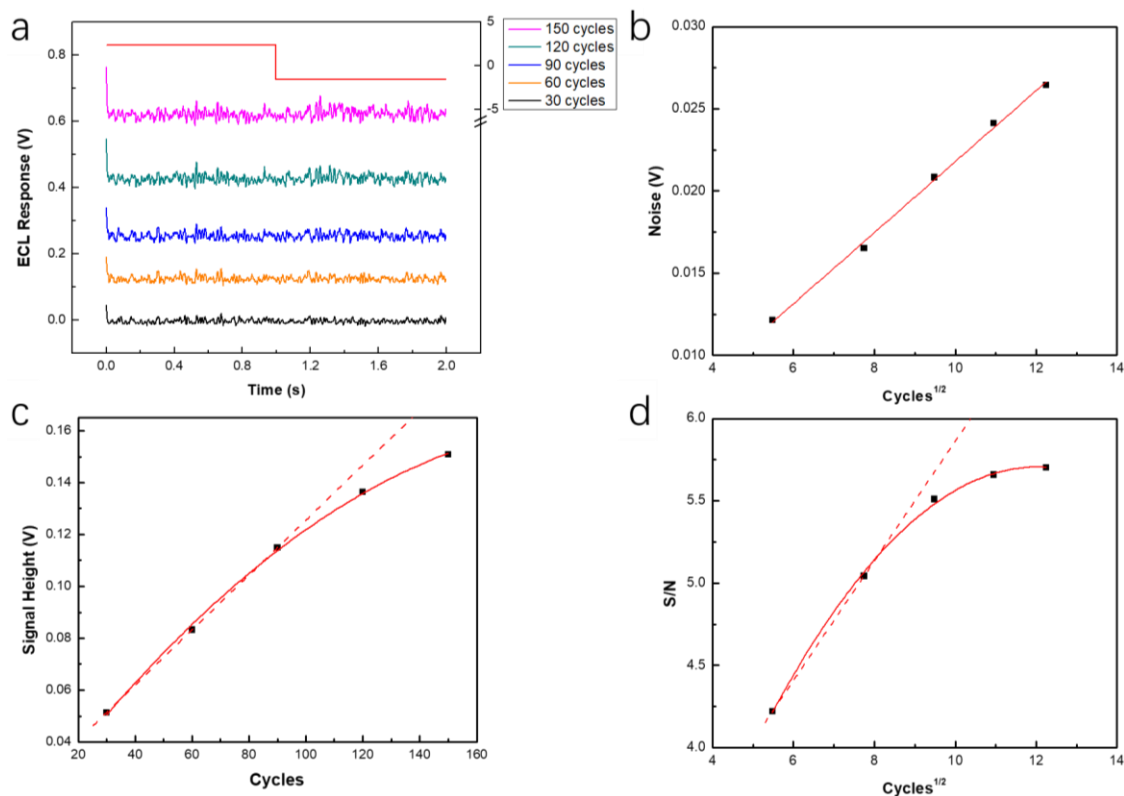 a
ECL Response (V)
0.8
0.6
0.4
0.2
0.0
0.0 0.4 0.8 1.2 1.6 2.0
Time (s)
5
0
-5
150 cycles
120 cycles
90 cycles
60 cycles
30 cycles
b
Noise (V)
0.030
0.025
0.020
0.015
0.010
4 6 8 10 12 14
Cycles1/2
c
Signal Height (V)
0.16
0.14
0.12
0.10
0.08
0.06
0.04
20 40 60 80 100 120 140 160
Cycles
d
S/N
6.0
5.5
5.0
4.5
4.0
4 6 8 10 12 14
Cycles1/2